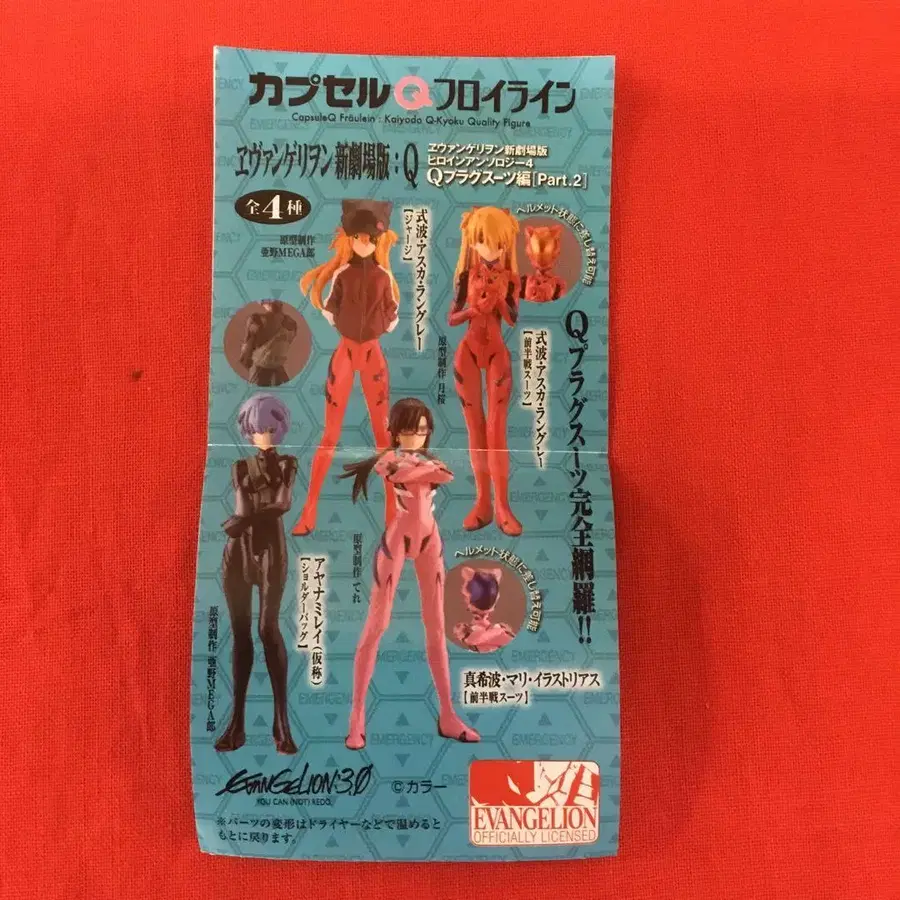 カプセルQフロイライン
CapsuleQ Fräulein : Kaiyodo Q-Kyoku Quality Figure
ヱヴァンゲリヲン新劇場版:Q
ヱヴァンゲリヲン新劇場版
ヒロインアンソロジー4
Qプラグスーツ編[Part.2]
全4種
原型制作
亜野MEGA郎
式波・アスカ・ラングレー
【ジャージ】
原型制作 月桜
ヘルメット状態に差し替え可能
式波・アスカ・ラングレー
【前半戦スーツ】
Qプラグスーツ完全網羅!!
アヤナミレイ(仮称)
【ショルダーバッグ】
原型制作 亜野MEGA郎
原型制作 てれ
ヘルメット状態に差し替え可能
真希波・マリ・イラストリアス
【前半戦スーツ】
EVANGELION:3.0
YOU CAN (NOT) REDO.
©カラー
※パーツの変形はドライヤーなどで温めると
もとに戻ります。
EVANGELION
OFFICIALLY LICENSED
EMERGENCY
EMERGENCY
EMERGENCY
EMERGENCY
EMERGENCY